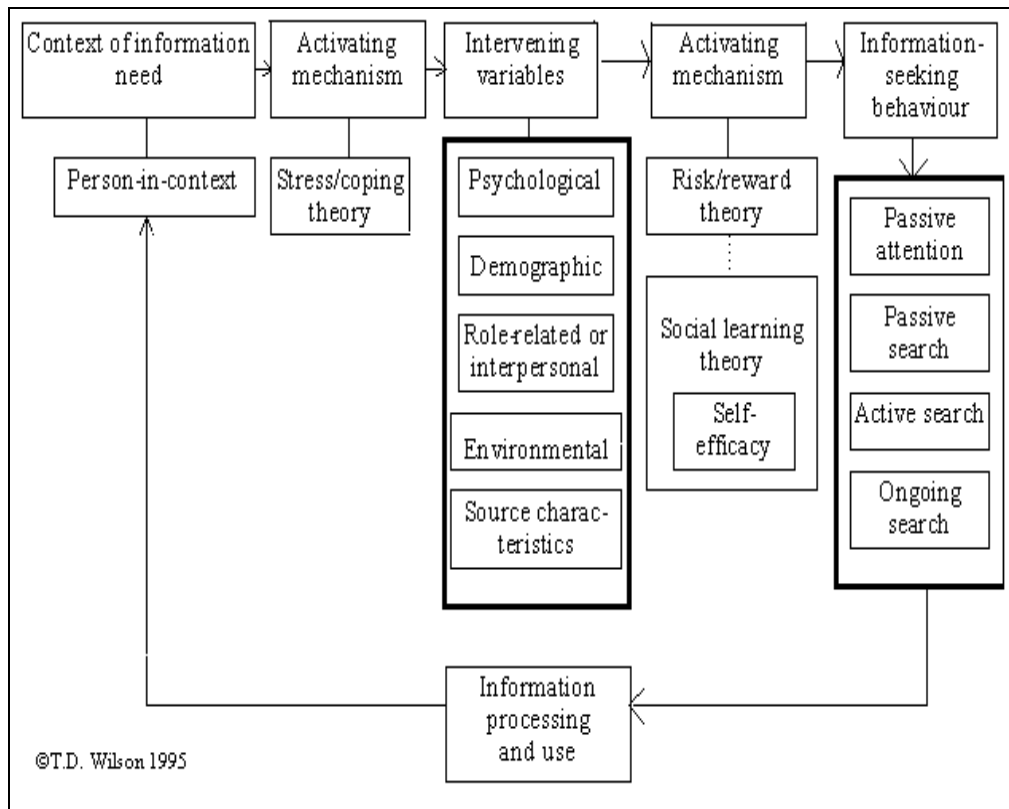 Context of information
need
Activating
mechanism
Intervening
variables
Activating
mechanism
Information-
seeking
behaviour
Person-in-context
Stress/coping
theory
Psychological
Demographic
Role-related or
interpersonal
Environmental
Source charac-
teristics
Risk/reward
theory
Social learning
theory
Self-
efficacy
Passive
attention
Passive
search
Active search
Ongoing
search
Information
processing
and use
©T.D. Wilson 1995